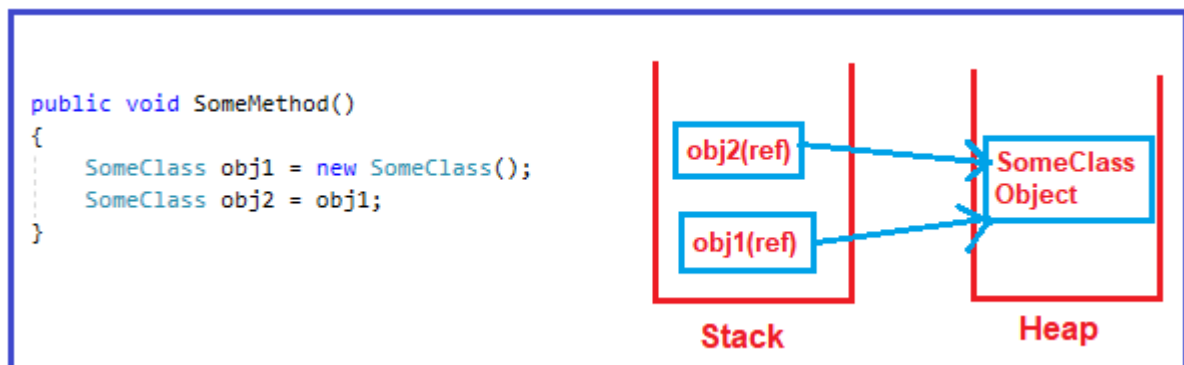 public void SomeMethod()
{
    SomeClass obj1 = new SomeClass();
    SomeClass obj2 = obj1;
}
obj2(ref)
obj1(ref)
Stack
SomeClass
Object
Heap